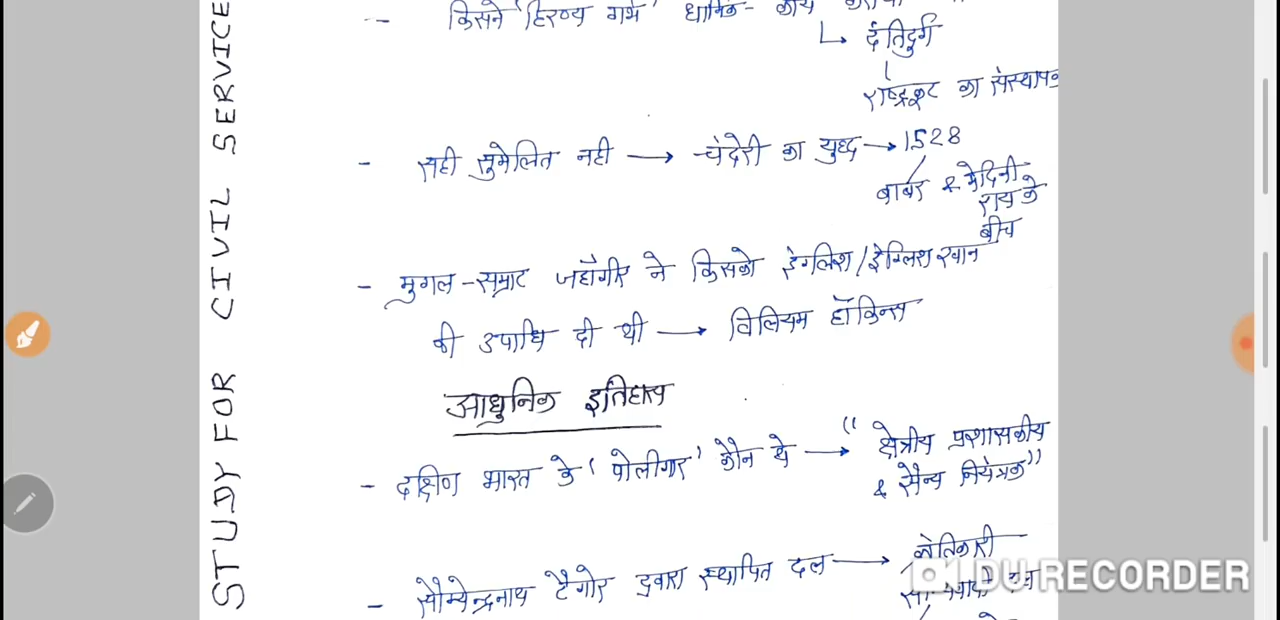 - किसने 'हिरण्य गर्भ' धार्मिक - कार्य
↳ दंतिदुर्ग
राष्ट्रकूट का संस्थापक
- सही सुमेलित नही → चंदेरी का युद्ध → 1528
बाबर & मेदिनी
राय के
बीच
- मुगल - सम्राट जहाँगीर ने किसको इंग्लिश/इंग्लिश खान
की उपाधि दी थी → विलियम हॉकिन्स
आधुनिक इतिहास
- दक्षिण भारत के 'पोलीगार' कौन थे → "क्षेत्रीय प्रशासकीय
& सैन्य नियंत्रक"
- सौम्येन्द्रनाथ टैगोर द्वारा स्थापित दल →
STUDY FOR CIVIL SERVICE
DU RECORDER